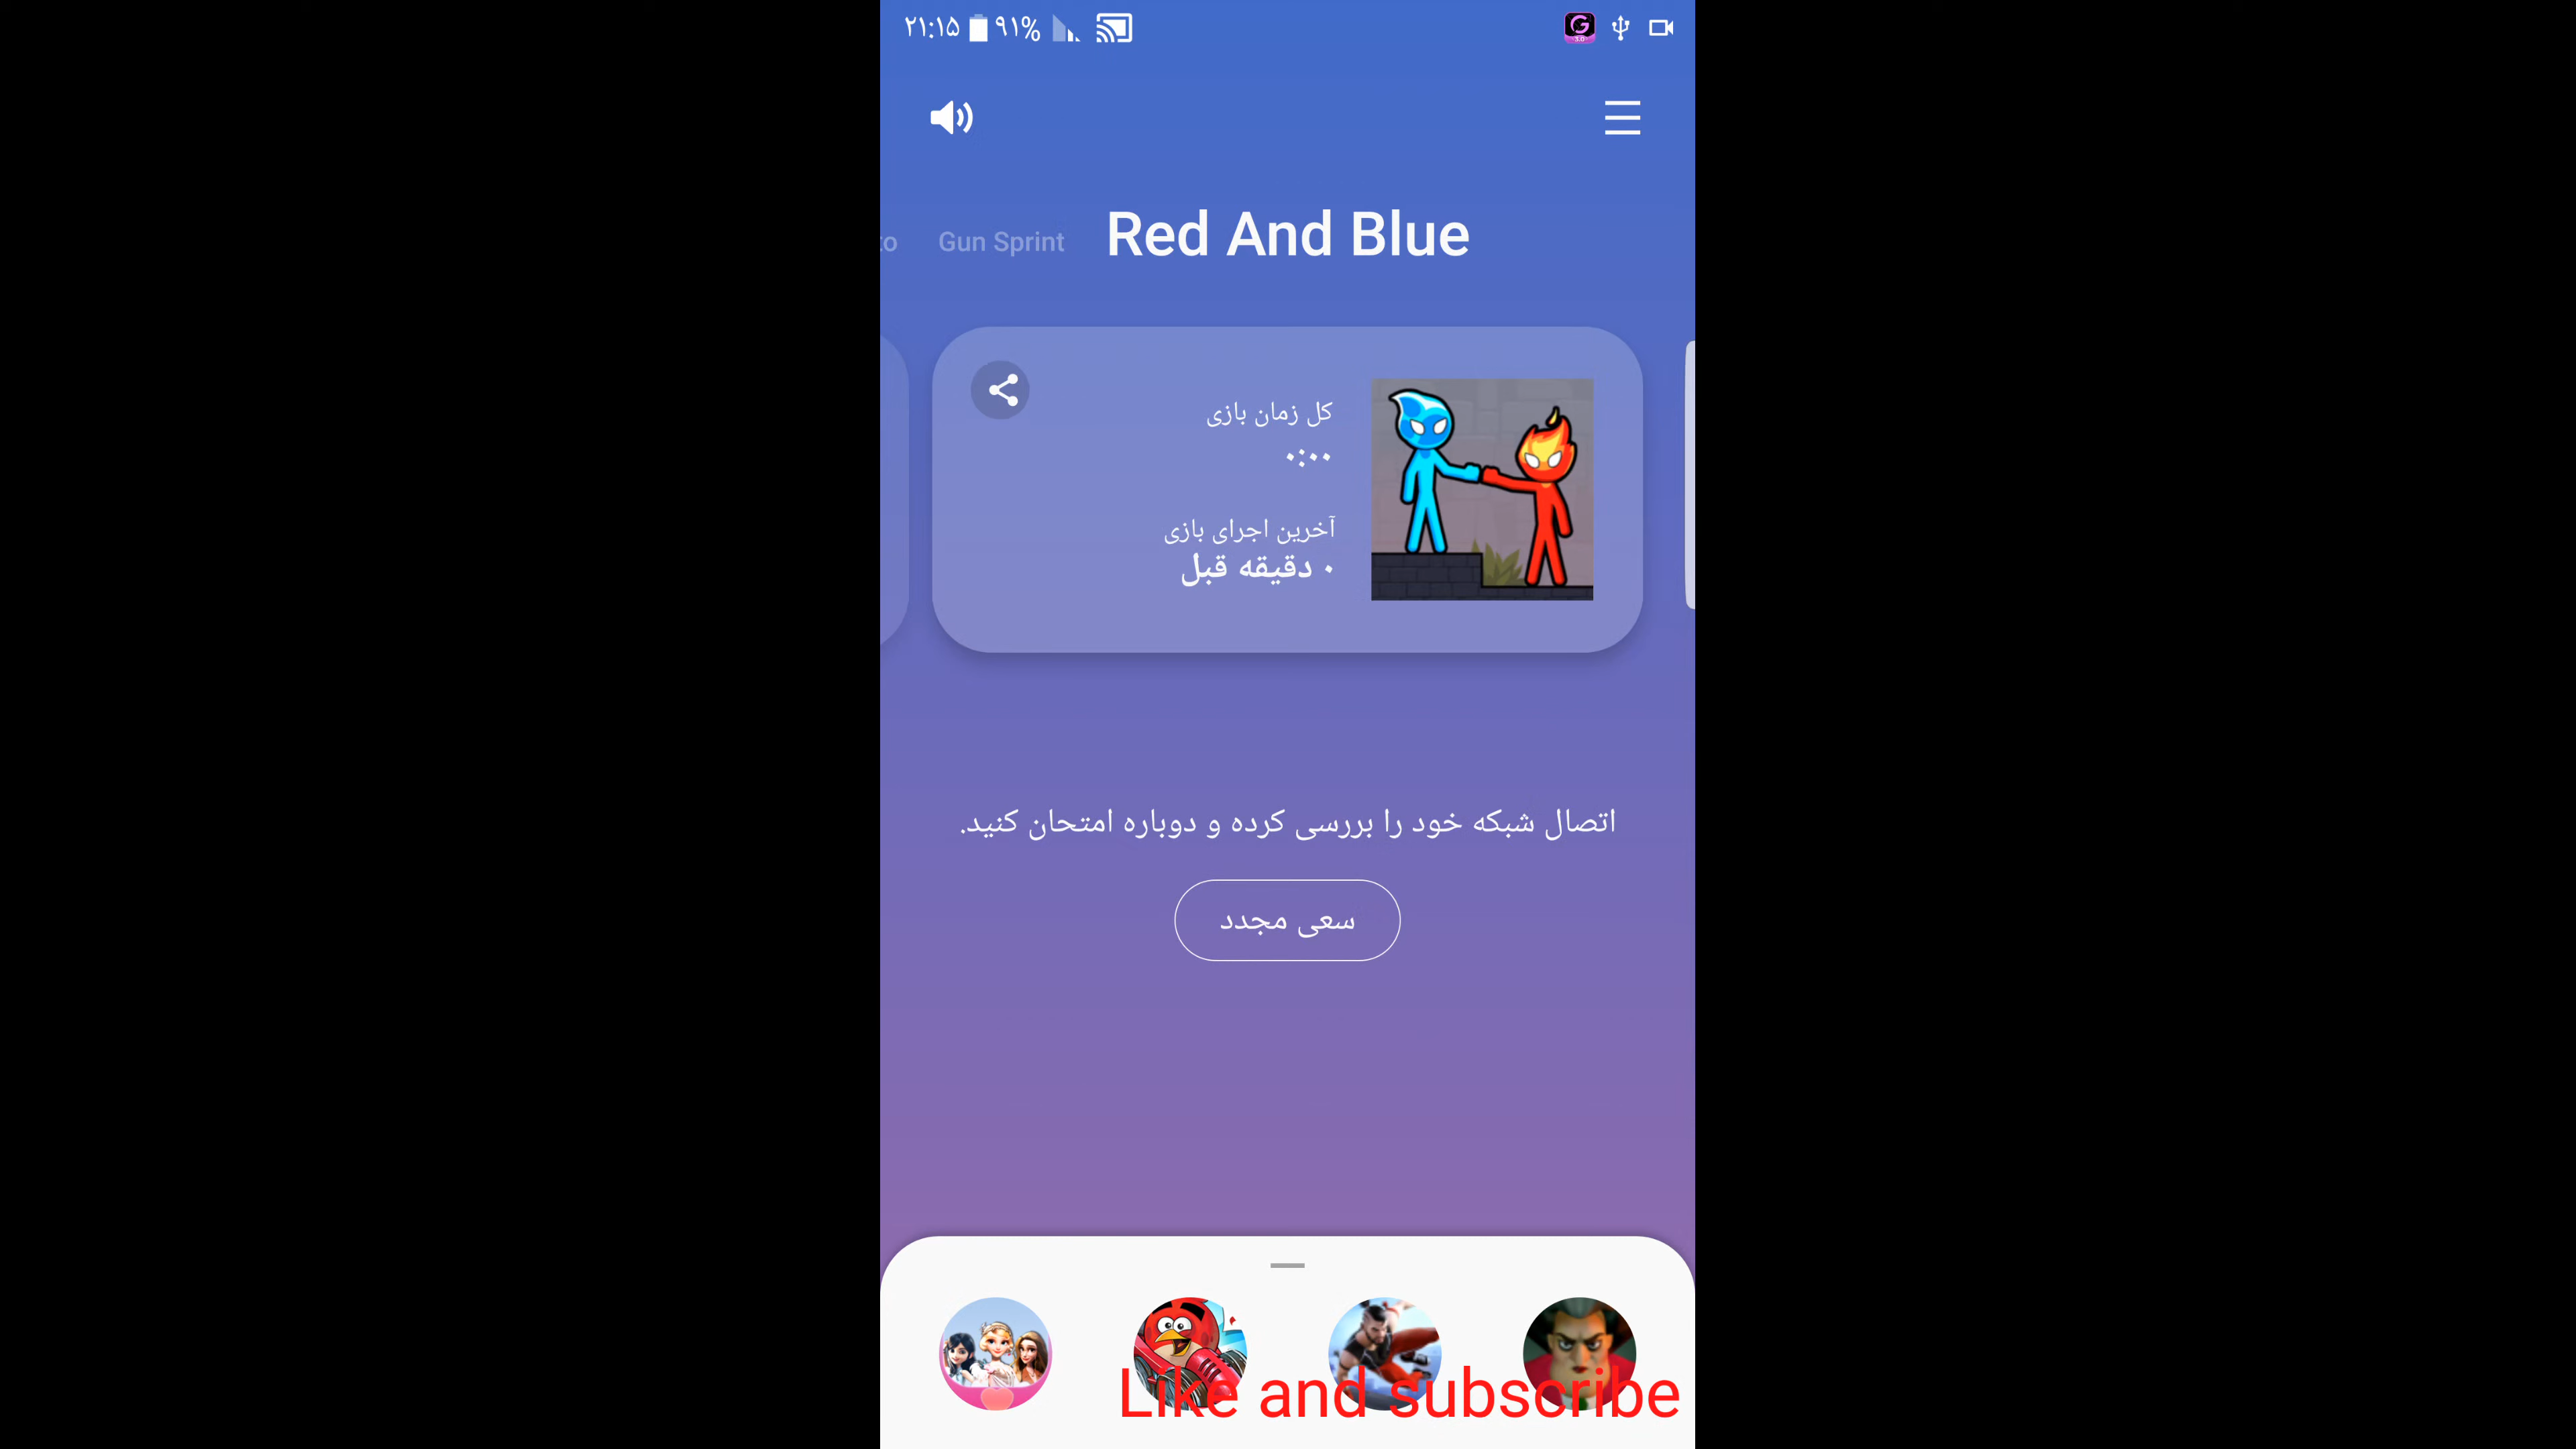 ۲۱:۱۵ ۹۱%
to Gun Sprint Red And Blue
کل زمان بازی
۰:۰۰
آخرین اجرای بازی
۰ دقیقه قبل
اتصال شبکه خود را بررسی کرده و دوباره امتحان کنید.
سعی مجدد
Like and subscribe